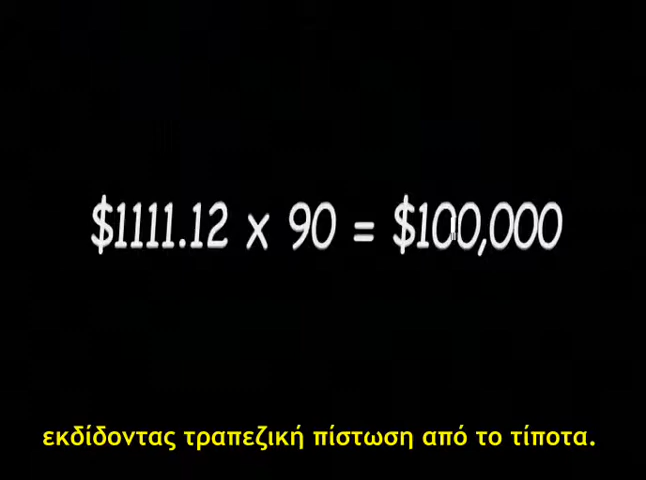 $1111.12 x 90 = $100,000
εκδίδοντας τραπεζική πίστωση από το τίποτα.